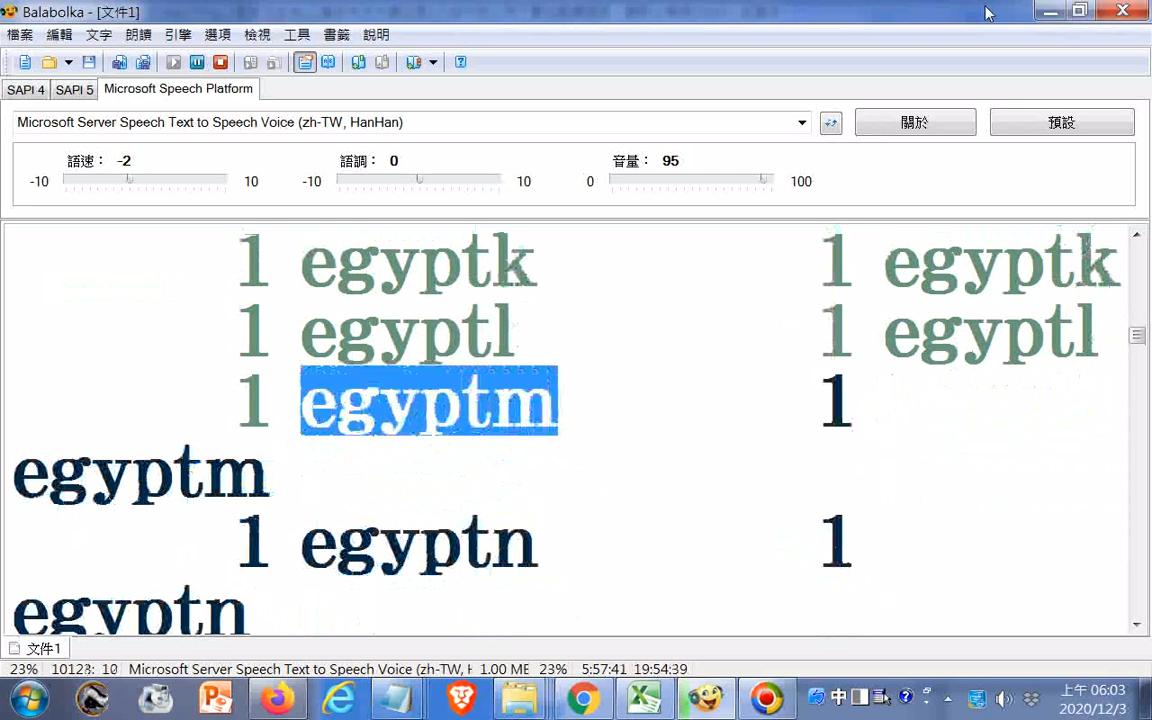 Balabolka - [文件1]
檔案 編輯 文字 朗讀 引擎 選項 檢視 工具 書籤 說明
SAPI 4 SAPI 5 Microsoft Speech Platform
Microsoft Server Speech Text to Speech Voice (zh-TW, HanHan) 關於 預設
語速： -2 語調： 0 音量： 95
-10 10 -10 10 0 100
1 egyptk 1 egyptk
1 egyptl 1 egyptl
1 egyptm 1
egyptm
1 egyptn 1
egyptn
文件1
23% 10123: 10 Microsoft Server Speech Text to Speech Voice (zh-TW, 1.00 ME 23% 5:57:41 19:54:39
中 上午 06:03
2020/12/3